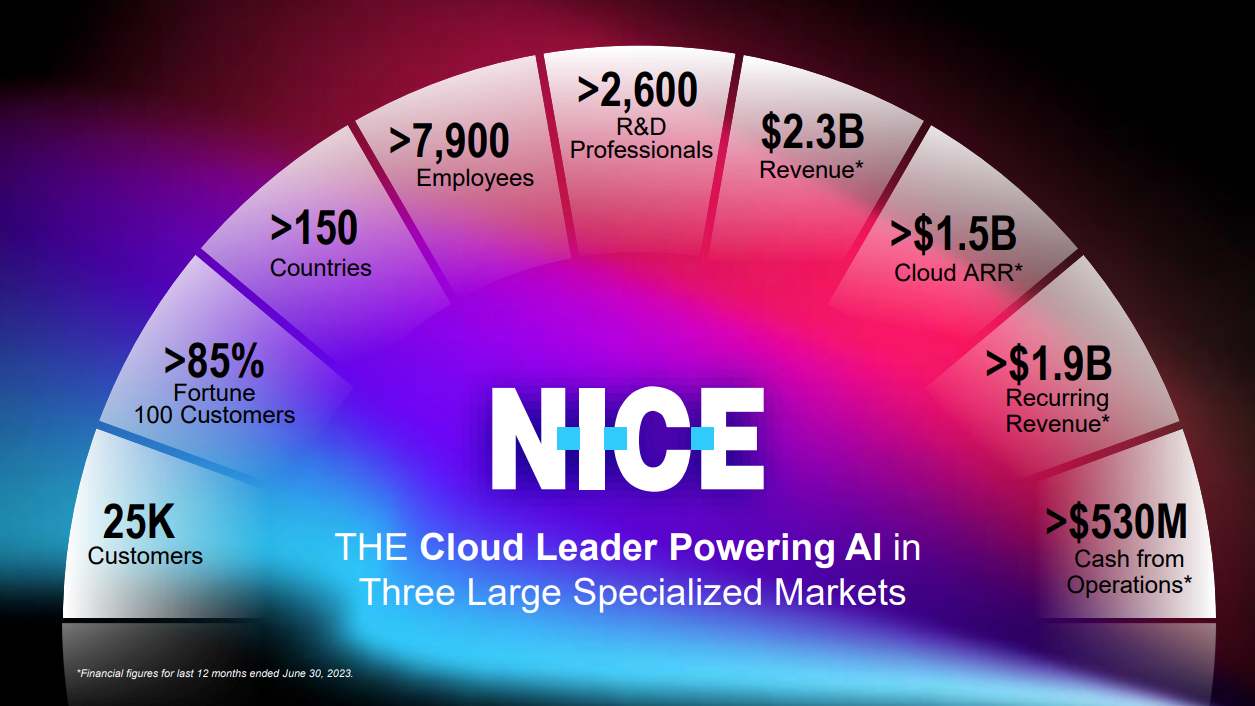 25K
Customers
>85%
Fortune
100 Customers
>150
Countries
>7,900
Employees
>2,600
R&D
Professionals
$2.3B
Revenue*
>$1.5B
Cloud ARR*
>$1.9B
Recurring
Revenue*
>$530M
Cash from
Operations*
NICE
THE Cloud Leader Powering AI in
Three Large Specialized Markets
*Financial figures for last 12 months ended June 30, 2023.